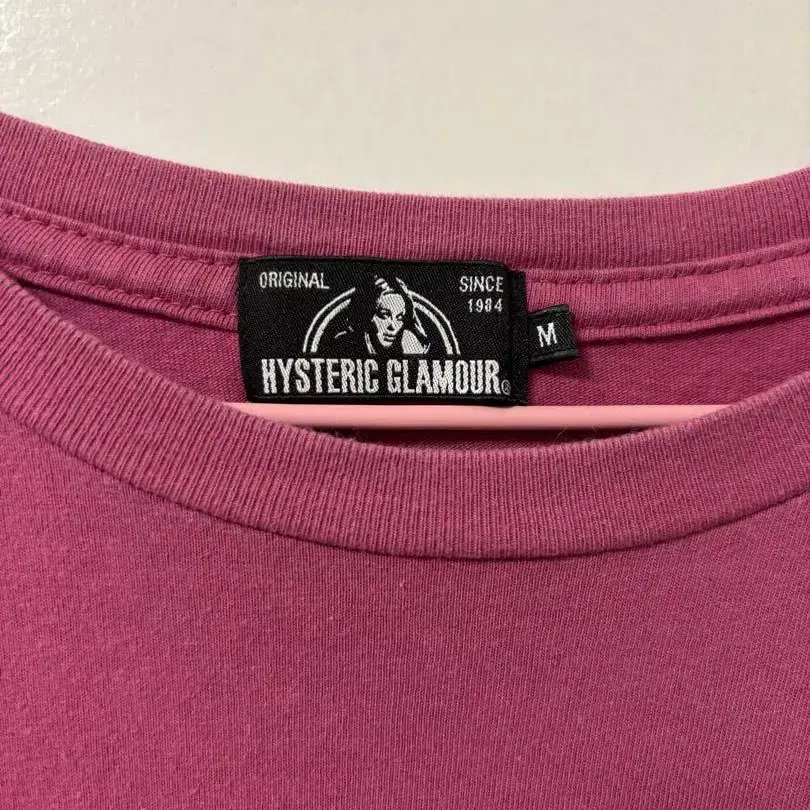 ORIGINAL SINCE
1984
HYSTERIC GLAMOUR®
M